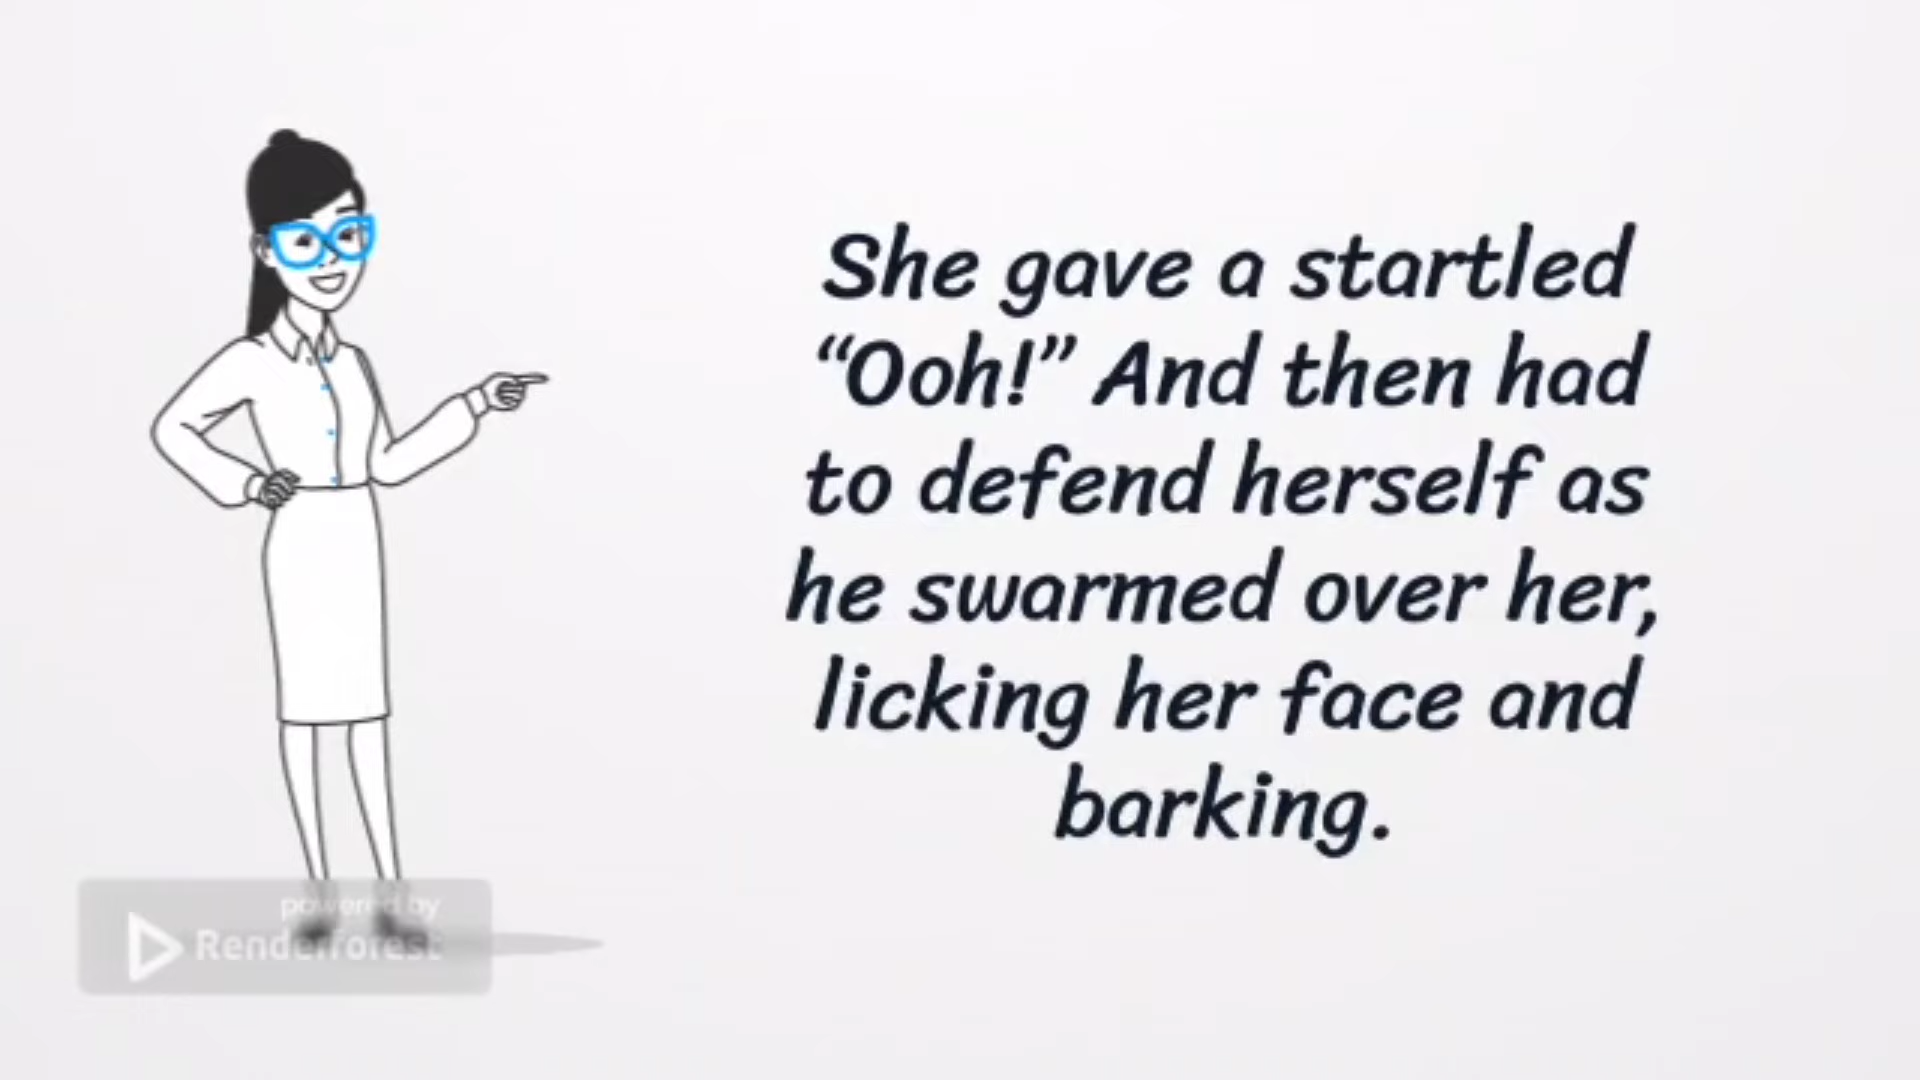 She gave a startled
“Ooh!” And then had
to defend herself as
he swarmed over her,
licking her face and
barking.
powered by
Renderforest